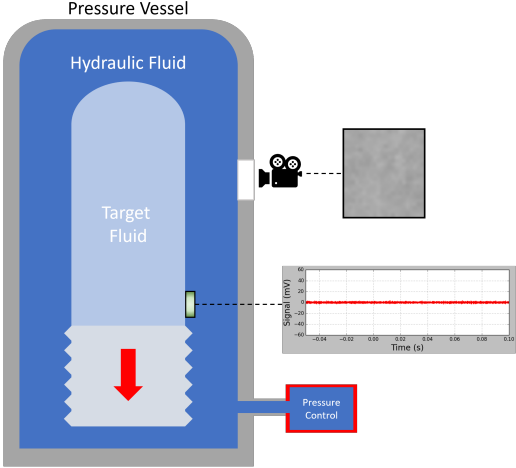 Pressure Vessel
Hydraulic Fluid
Target
Fluid
Signal (mV)
60
40
20
0
−20
−40
−60
−0.04
−0.02
0.00
0.02
0.04
0.06
0.08
0.10
Time (s)
Pressure
Control